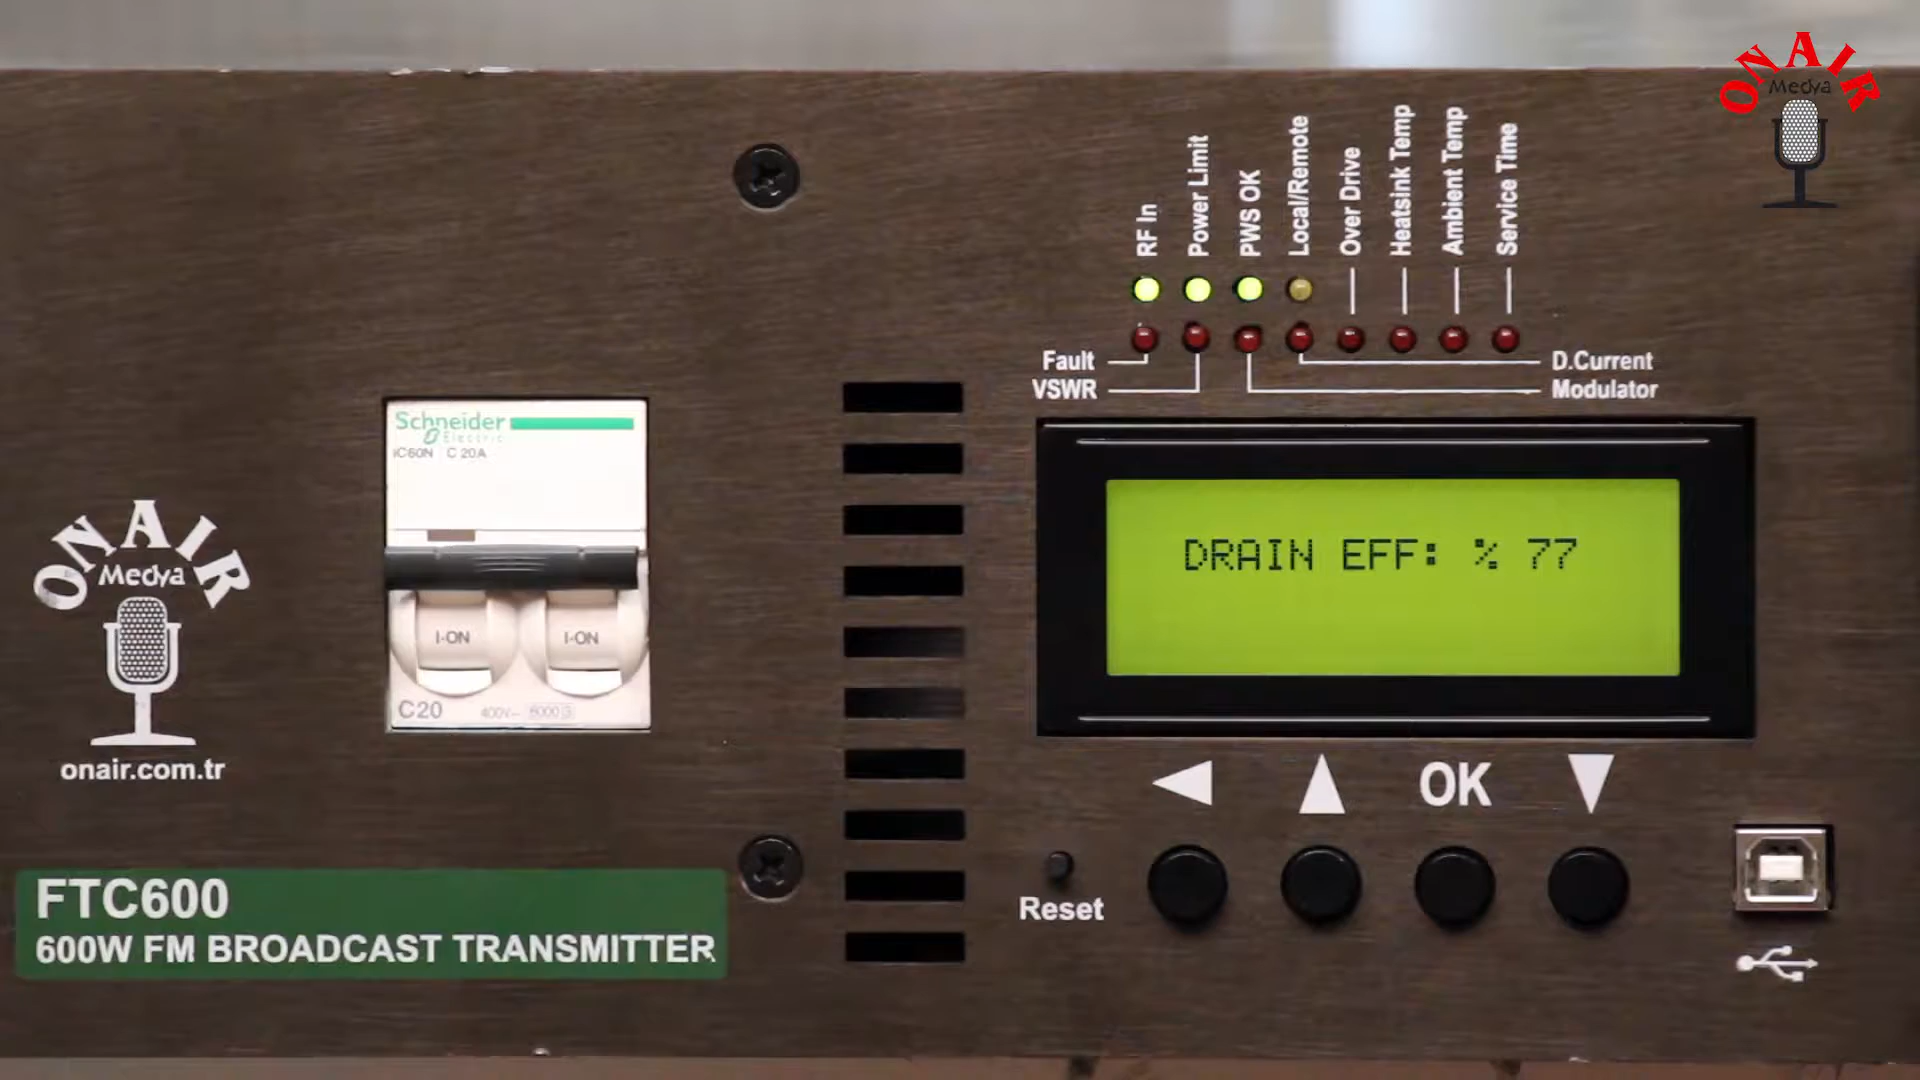 ONAIR
Medya
RF In
Power Limit
PWS OK
Local/Remote
Over Drive
Heatsink Temp
Ambient Temp
Service Time
Fault
VSWR
D.Current
Modulator
Schneider
Electric
iC60N C 20A
I-ON
I-ON
C20
400V~ 6000 3
DRAIN EFF: % 77
ONAIR
Medya
onair.com.tr
OK
Reset
FTC600
600W FM BROADCAST TRANSMITTER